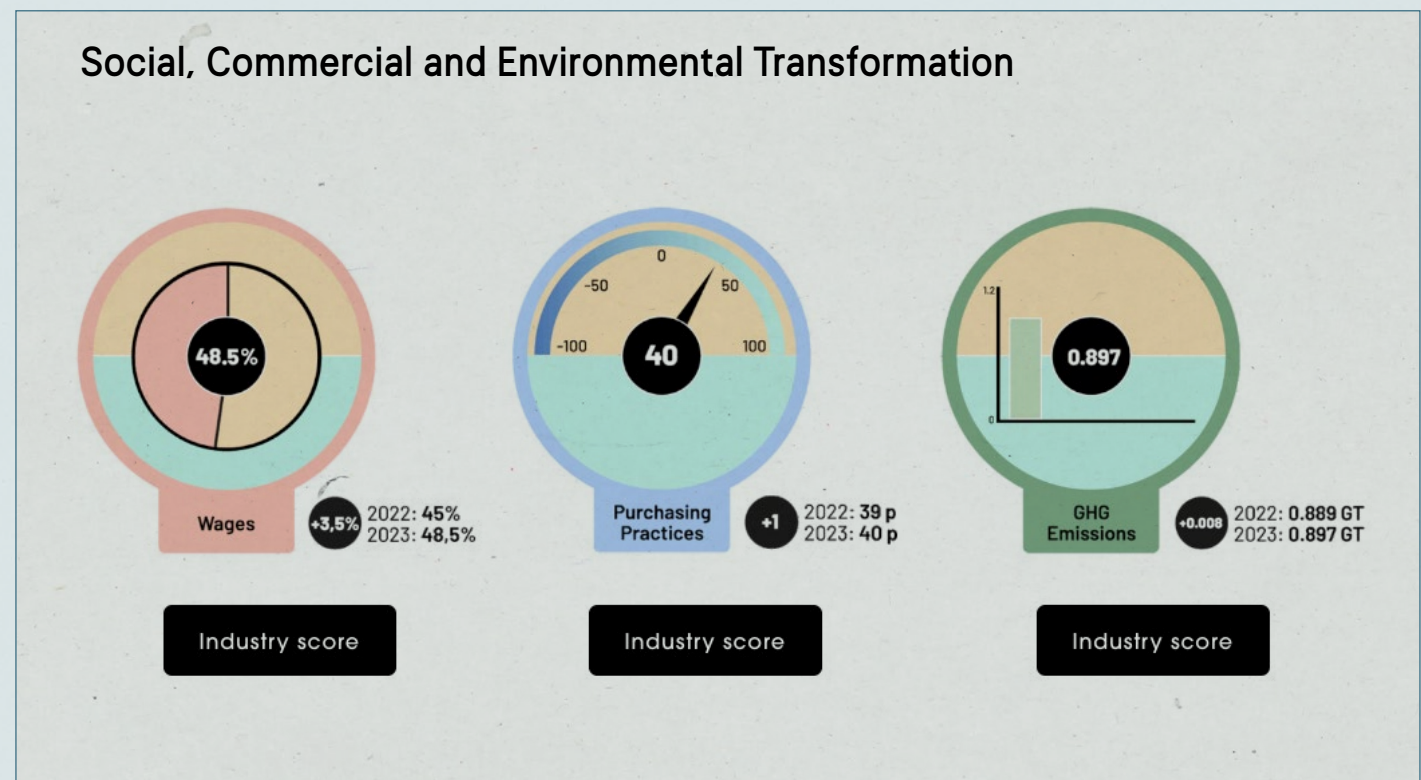 Social, Commercial and Environmental Transformation
48.5%
Wages
+3,5%
2022: 45%
2023: 48,5%
Industry score
0
-50
50
-100
100
40
Purchasing
Practices
+1
2022: 39 p
2023: 40 p
Industry score
1.2
0
0.897
GHG
Emissions
+0.008
2022: 0.889 GT
2023: 0.897 GT
Industry score